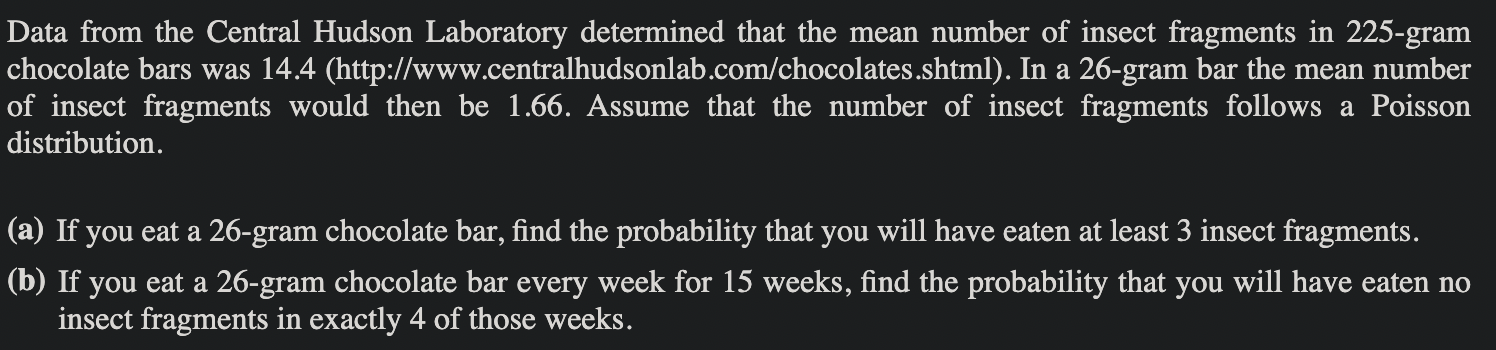 Data from the Central Hudson Laboratory determined that the mean number of insect fragments in 225-gram
chocolate bars was 14.4 (http://www.centralhudsonlab.com/chocolates.shtml). In a 26-gram bar the mean number
of insect fragments would then be 1.66. Assume that the number of insect fragments follows a Poisson
distribution.
(a) If you eat a 26-gram chocolate bar, find the probability that you will have eaten at least 3 insect fragments.
(b) If you eat a 26-gram chocolate bar every week for 15 weeks, find the probability that you will have eaten no
insect fragments in exactly 4 of those weeks.